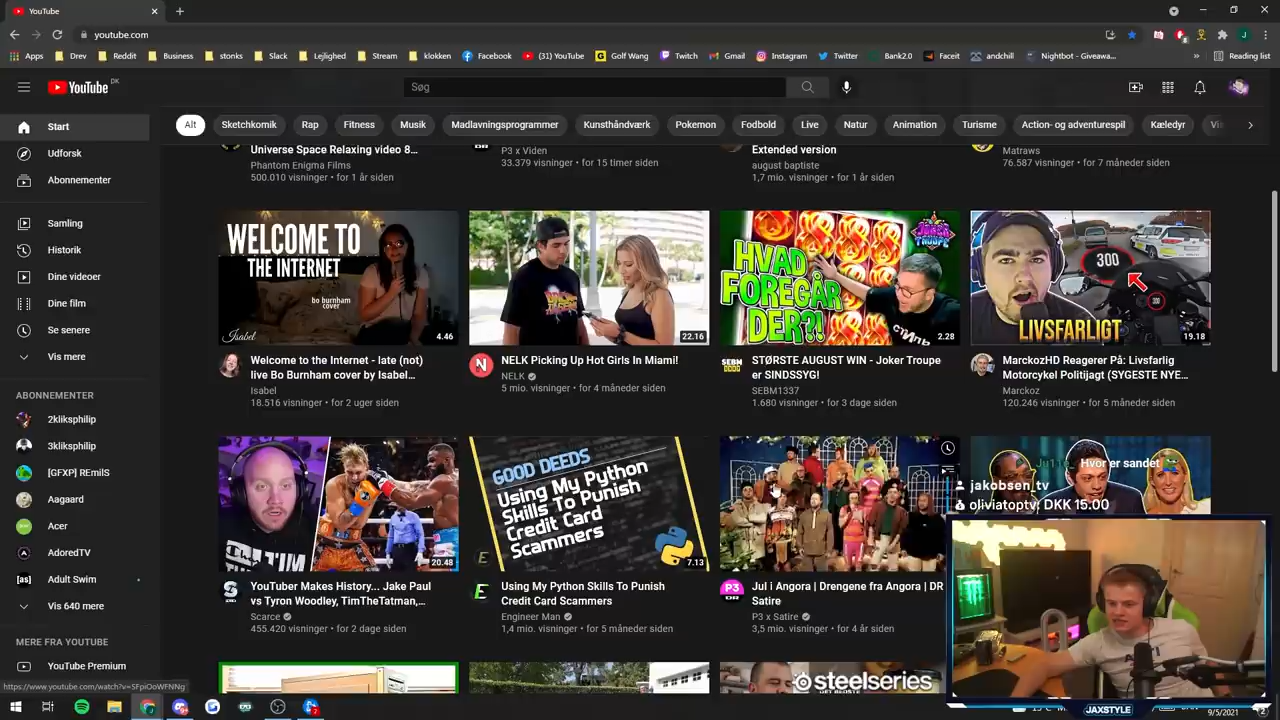 YouTube
youtube.com
Apps
Drev
Reddit
Business
stonks
Slack
Lejlighed
Stream
klokken
Facebook
(31) YouTube
Golf Wang
Twitch
Gmail
Instagram
Twitter
Bank2.0
Faceit
andchill
Nightbot - Giveawa...
»
Reading list
YouTube DK
Søg
Alt
Sketchkomik
Rap
Fitness
Musik
Madlavningsprogrammer
Kunsthåndværk
Pokemon
Fodbold
Live
Natur
Animation
Turisme
Action- og adventurespil
Kæledyr
Start
Udforsk
Abonnementer
Samling
Historik
Dine videoer
Dine film
Se senere
Vis mere
ABONNEMENTER
2kliksphilip
3kliksphilip
[GFXP] REmilS
Aagaard
Acer
AdoredTV
Adult Swim
Vis 640 mere
MERE FRA YOUTUBE
YouTube Premium
https://www.youtube.com/watch?v=SFpiOoWFNNg
Universe Space Relaxing video 8...
Phantom Enigma Films
500.010 visninger • for 1 år siden
P3 x Viden
33.379 visninger • for 15 timer siden
Extended version
august baptiste
1,7 mio. visninger • for 1 år siden
Matraws
76.587 visninger • for 7 måneder siden
WELCOME TO
THE INTERNET
bo burnham
cover
Isabel
4.46
Welcome to the Internet - late (not)
live Bo Burnham cover by Isabel...
Isabel
18.516 visninger • for 2 uger siden
22.16
NELK Picking Up Hot Girls In Miami!
NELK
5 mio. visninger • for 4 måneder siden
HVAD
FOREGÅR
DER?!
JOKER
TROUPE
2.28
SEBM
STØRSTE AUGUST WIN - Joker Troupe
er SINDSSYG!
SEBM1337
1.680 visninger • for 3 dage siden
300
LIVSFARLIGT
19.18
MarckozHD Reagerer På: Livsfarlig
Motorcykel Politijagt (SYGESTE NYE...
Marckoz
120.246 visninger • for 5 måneder siden
20.48
YouTuber Makes History... Jake Paul
vs Tyron Woodley, TimTheTatman,...
Scarce
455.420 visninger • for 2 dage siden
GOOD DEEDS
Using My Python
Skills To Punish
Credit Card
Scammers
7.13
Using My Python Skills To Punish
Credit Card Scammers
Engineer Man
1,4 mio. visninger • for 5 måneder siden
P3
DR
Jul i Angora | Drengene fra Angora | DR
Satire
P3 x Satire
3,5 mio. visninger • for 4 år siden
Hvor er sandet
jakobsen_tv
oliviatoptv: DKK 15.00
steelseries
JAXSTYLE
9/5/2021